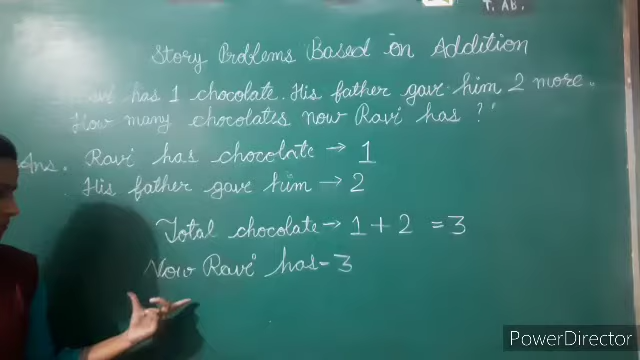 T. AB.
Story Problems Based on Addition
Ravi has 1 chocolate. His father gave him 2 more.
How many chocolates now Ravi has ?"
Ans. Ravi has chocolate → 1
His father gave him → 2
Total chocolate → 1 + 2 = 3
Now Ravi has = 3
PowerDirector